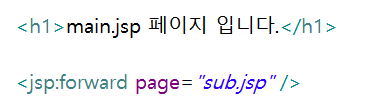 <h1>main.jsp 페이지 입니다.</h1>
<jsp:forward page="sub.jsp" />